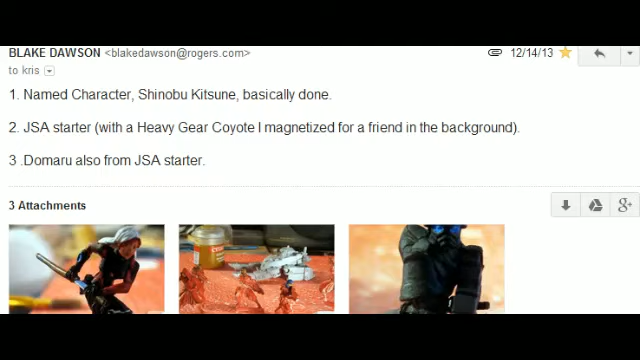 BLAKE DAWSON <blakedawson@rogers.com> 12/14/13
to kris
1. Named Character, Shinobu Kitsune, basically done.
2. JSA starter (with a Heavy Gear Coyote I magnetized for a friend in the background).
3 .Domaru also from JSA starter.
3 Attachments
g+